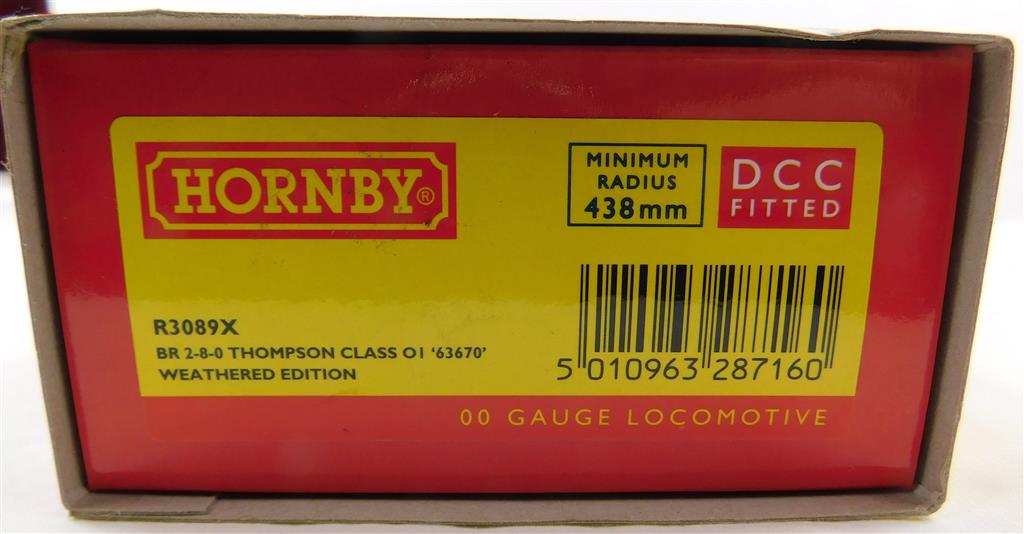 HORNBY®
MINIMUM
RADIUS
438mm
DCC
FITTED
R3089X
BR 2-8-0 THOMPSON CLASS O1 '63670'
WEATHERED EDITION
5 010963 287160
00 GAUGE LOCOMOTIVE